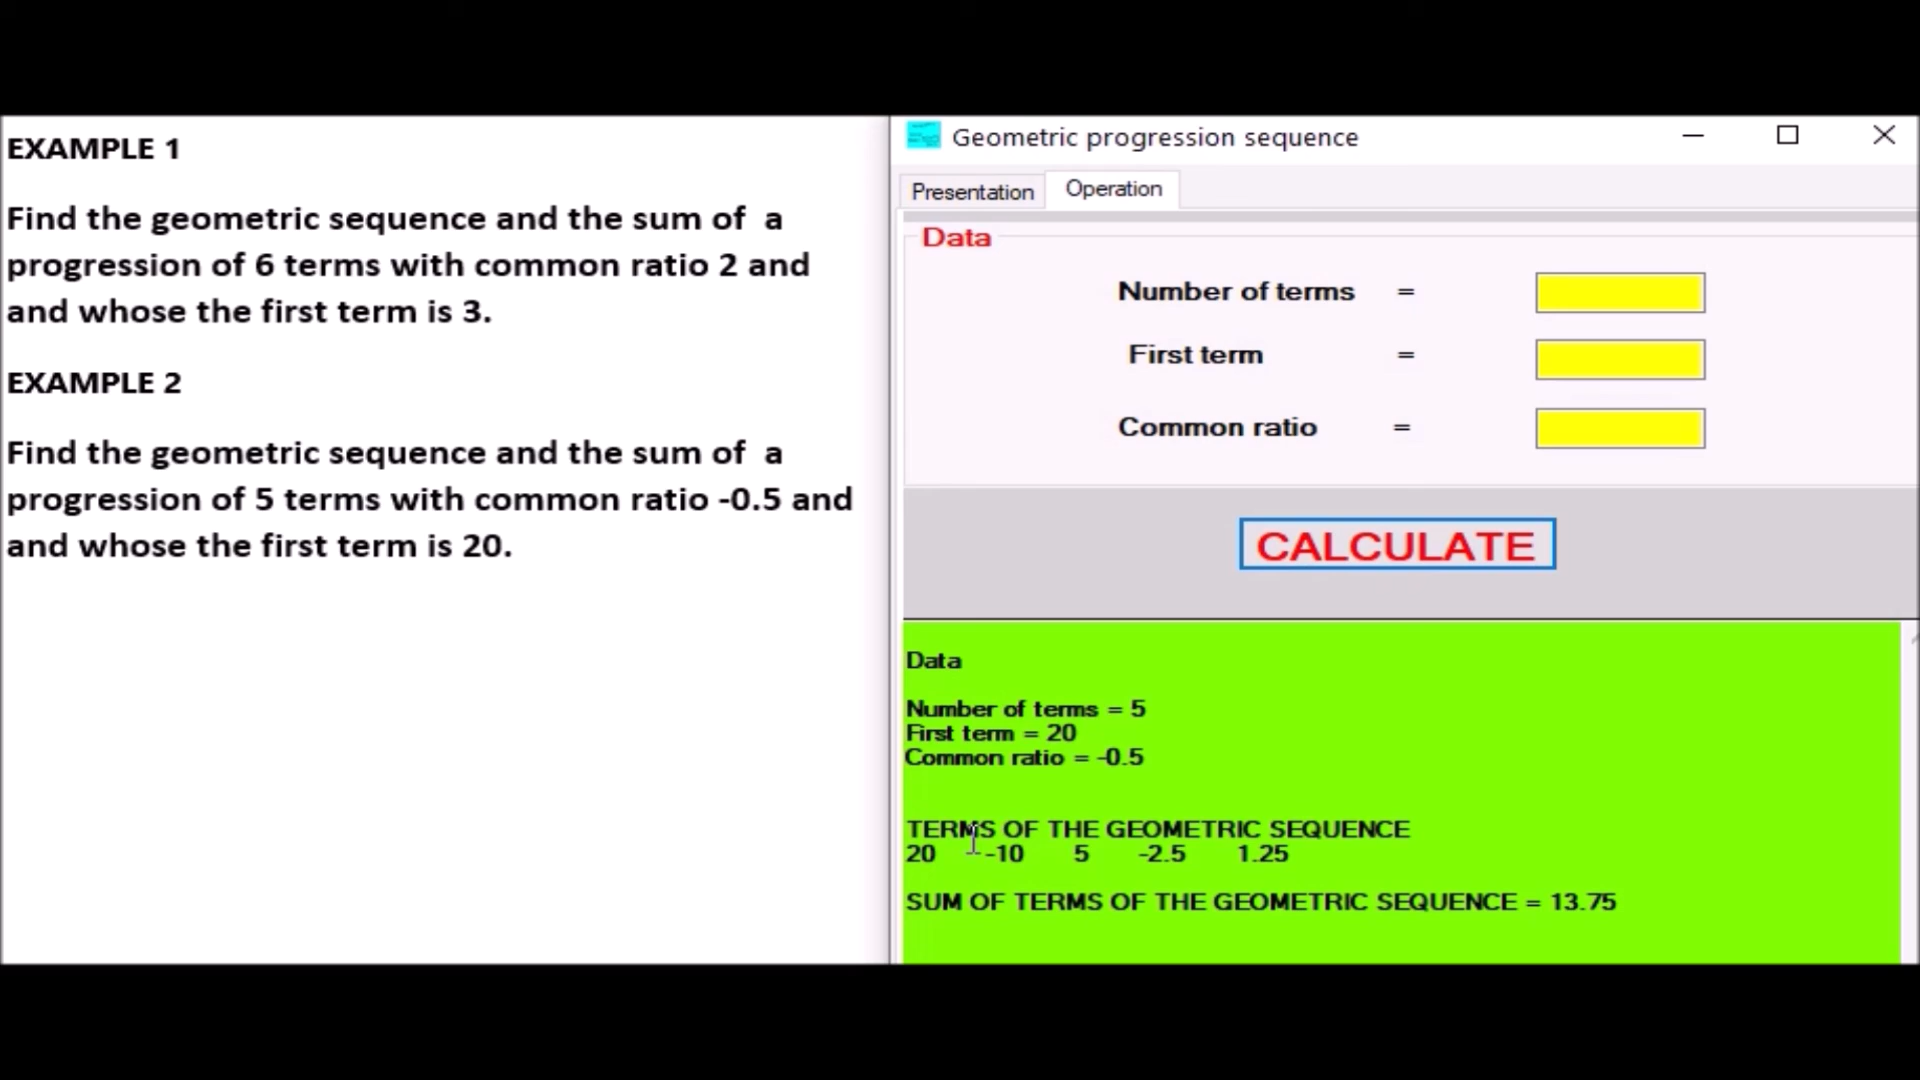 EXAMPLE 1
Find the geometric sequence and the sum of a
progression of 6 terms with common ratio 2 and
and whose the first term is 3.
EXAMPLE 2
Find the geometric sequence and the sum of a
progression of 5 terms with common ratio -0.5 and
and whose the first term is 20.
Geometric progression sequence
Presentation Operation
Data
Number of terms =
First term =
Common ratio =
CALCULATE
Data
Number of terms = 5
First term = 20
Common ratio = -0.5
TERMS OF THE GEOMETRIC SEQUENCE
20 -10 5 -2.5 1.25
SUM OF TERMS OF THE GEOMETRIC SEQUENCE = 13.75